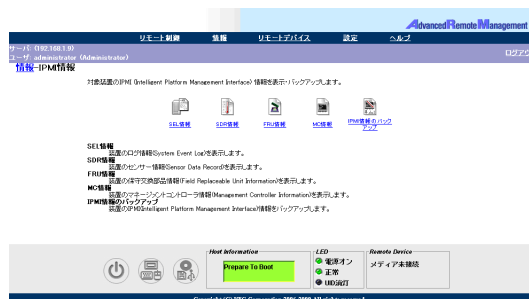 Advanced Remote Management
リモート制御 情報 リモートデバイス 設定 ヘルプ
サーバ: (192.168.1.9)
ユーザ: administrator (Administrator)
ログアウ
情報-IPMI情報
対象装置のIPMI (Intelligent Platform Management Interface) 情報を表示・バックアップします。
SEL情報 SDR情報 FRU情報 MC情報 IPMI情報のバックアップ
SEL情報
装置のログ情報(System Event Log)を表示します。
SDR情報
装置のセンサー情報(Sensor Data Record)を表示します。
FRU情報
装置の保守交換部品情報(Field Replaceable Unit Information)を表示します。
MC情報
装置のマネージメントコントローラ情報(Management Controller Information)を表示します。
IPMI情報のバックアップ
装置のIPMI(Intelligent Platform Management Interface)情報をバックアップします。
Host Information LED Remote Device
Prepare To Boot
電源オン
正常
UID消灯
メディア未接続